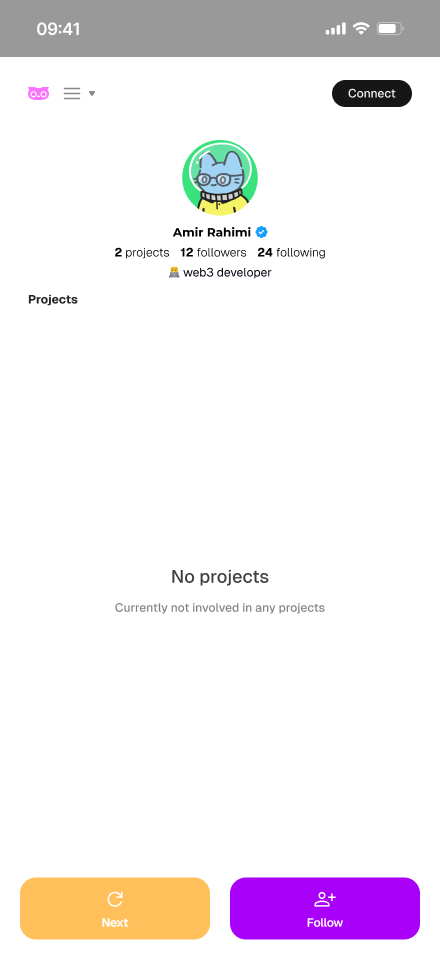 09:41
Connect
Amir Rahimi
2 projects 12 followers 24 following
web3 developer
Projects
No projects
Currently not involved in any projects
Next
Follow